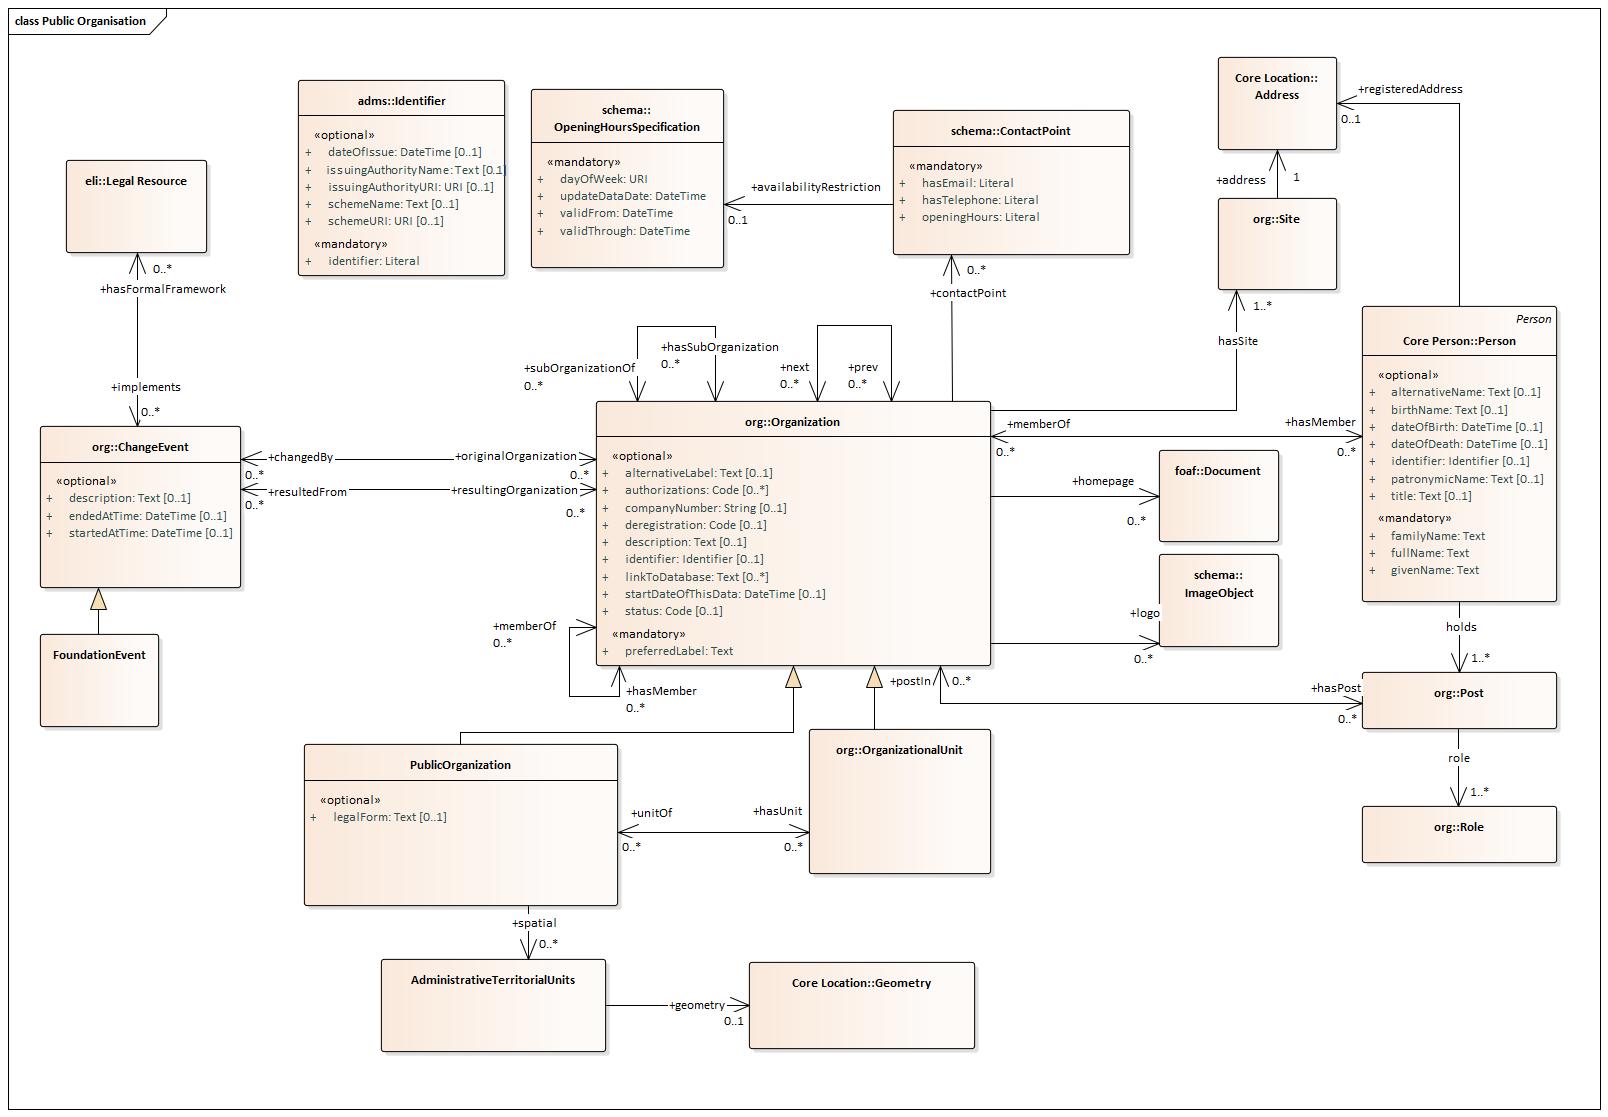 class Public Organisation
adms::Identifier
«optional»
+ dateOfIssue: DateTime [0..1]
+ issuingAuthorityName: Text [0.1]
+ issuingAuthorityURI: URI [0..1]
+ schemeName: Text [0..1]
+ schemeURI: URI [0..1]
«mandatory»
+ identifier: Literal
schema::
OpeningHoursSpecification
«mandatory»
+ dayOfWeek: URI
+ updateDataDate: DateTime
+ validFrom: DateTime
+ validThrough: DateTime
+availabilityRestriction
0..1
schema::ContactPoint
«mandatory»
+ hasEmail: Literal
+ hasTelephone: Literal
+ openingHours: Literal
0..*
+contactPoint
Core Location::
Address
+registeredAddress
0..1
+address
1
org::Site
1..*
hasSite
eli::Legal Resource
0..*
+hasFormalFramework
+implements
0..*
org::ChangeEvent
«optional»
+ description: Text [0..1]
+ endedAtTime: DateTime [0..1]
+ startedAtTime: DateTime [0..1]
FoundationEvent
+changedBy
0..*
+originalOrganization
0..*
+resultedFrom
0..*
+resultingOrganization
0..*
+subOrganizationOf
0..*
+hasSubOrganization
0..*
+next
0..*
+prev
0..*
org::Organization
«optional»
+ alternativeLabel: Text [0..1]
+ authorizations: Code [0..*]
+ companyNumber: String [0..1]
+ deregistration: Code [0..1]
+ description: Text [0..1]
+ identifier: Identifier [0..1]
+ linkToDatabase: Text [0..*]
+ startDateOfThisData: DateTime [0..1]
+ status: Code [0..1]
«mandatory»
+ preferredLabel: Text
+memberOf
0..*
+hasMember
0..*
+memberOf
0..*
+hasMember
0..*
Person
Core Person::Person
«optional»
+ alternativeName: Text [0..1]
+ birthName: Text [0..1]
+ dateOfBirth: DateTime [0..1]
+ dateOfDeath: DateTime [0..1]
+ identifier: Identifier [0..1]
+ patronymicName: Text [0..1]
+ title: Text [0..1]
«mandatory»
+ familyName: Text
+ fullName: Text
+ givenName: Text
+homepage
0..*
foaf::Document
+logo
0..*
schema::
ImageObject
holds
1..*
+postIn
0..*
+hasPost
0..*
org::Post
role
1..*
org::Role
PublicOrganization
«optional»
+ legalForm: Text [0..1]
+unitOf
0..*
+hasUnit
0..*
org::OrganizationalUnit
+spatial
0..*
AdministrativeTerritorialUnits
+geometry
0..1
Core Location::Geometry